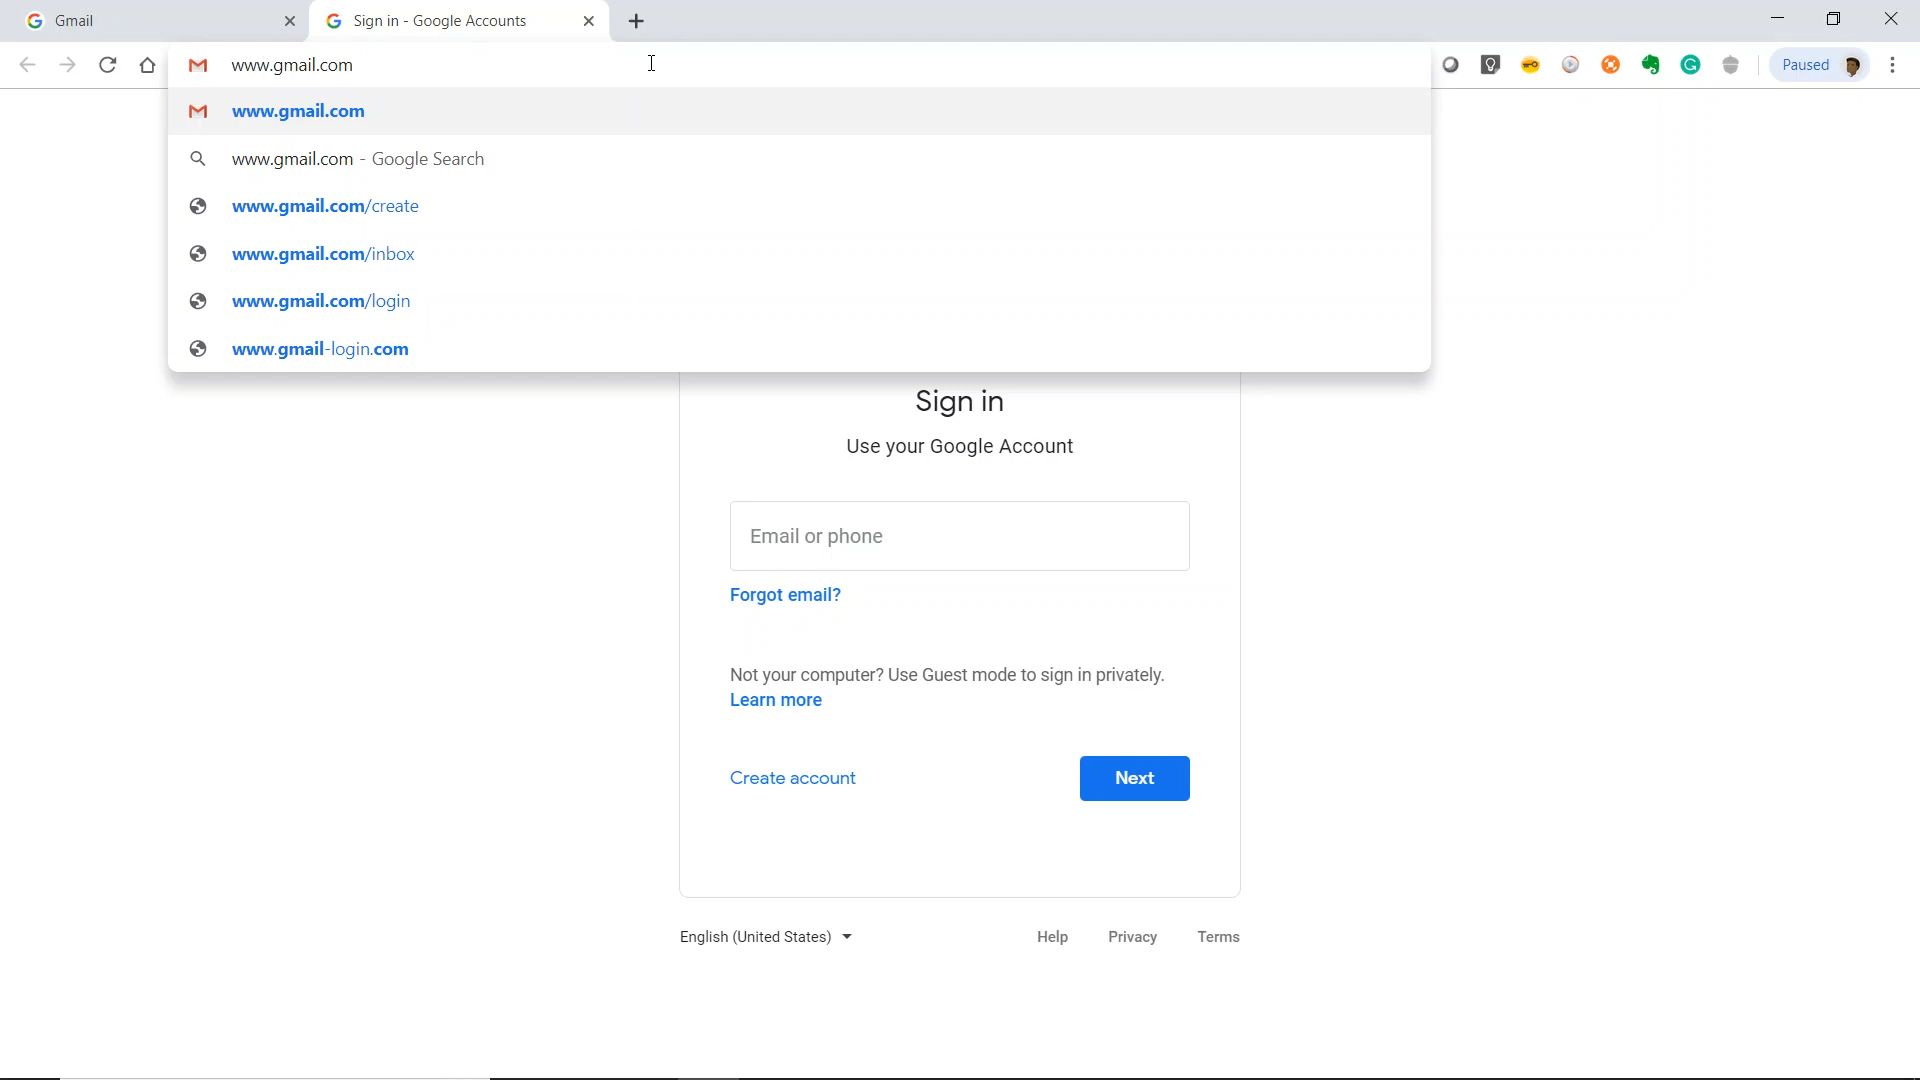 Gmail
Sign in - Google Accounts
www.gmail.com
Paused
www.gmail.com
www.gmail.com - Google Search
www.gmail.com/create
www.gmail.com/inbox
www.gmail.com/login
www.gmail-login.com
Sign in
Use your Google Account
Email or phone
Forgot email?
Not your computer? Use Guest mode to sign in privately.
Learn more
Create account
Next
English (United States)
Help
Privacy
Terms